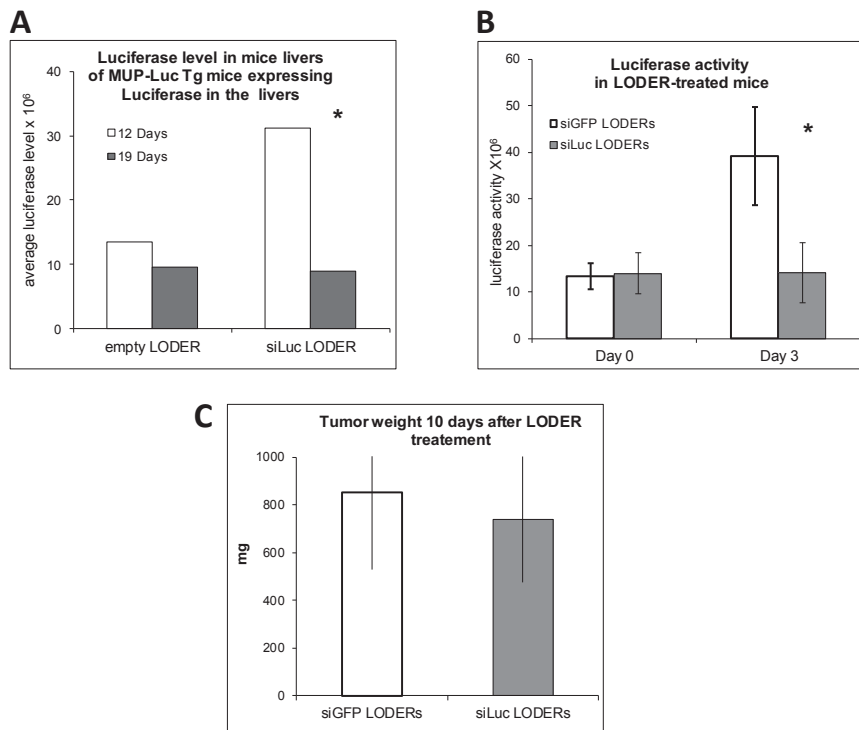 A
Luciferase level in mice livers
of MUP-Luc Tg mice expressing
Luciferase in the livers
average luciferase level x 10⁶
40
30
20
10
0
12 Days
19 Days
*
empty LODER
siLuc LODER
B
Luciferase activity
in LODER-treated mice
luciferase activity X10⁶
60
50
40
30
20
10
0
siGFP LODERs
siLuc LODERs
*
Day 0
Day 3
C
Tumor weight 10 days after LODER
treatement
mg
1000
800
600
400
200
0
siGFP LODERs
siLuc LODERs